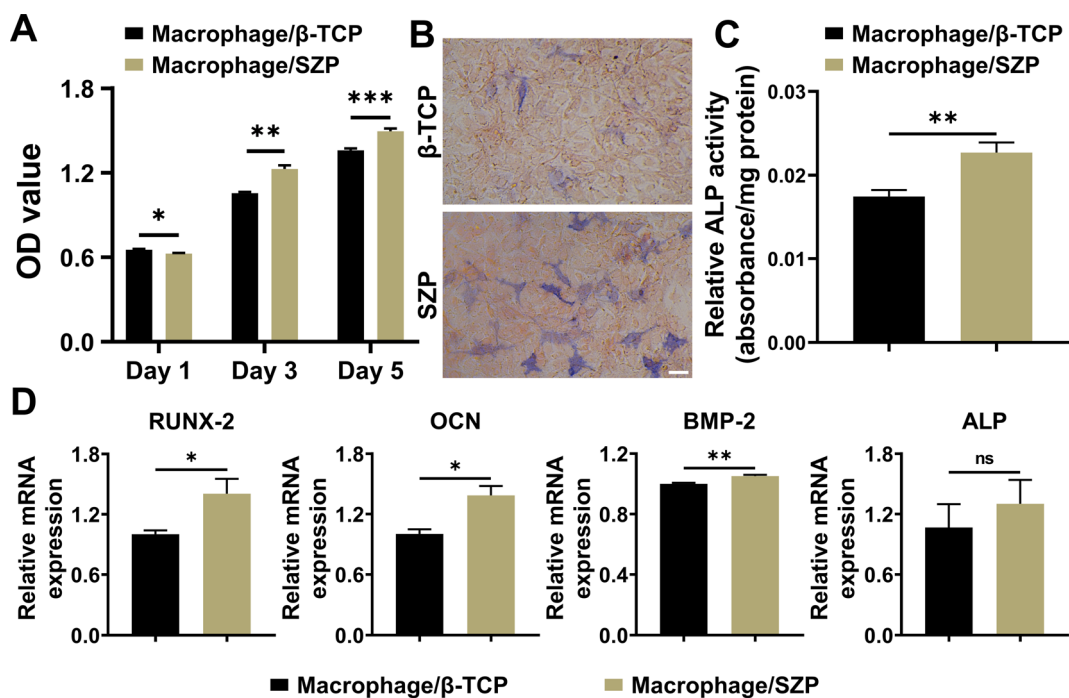 A
Macrophage/β-TCP
Macrophage/SZP
OD value
1.8
1.2
0.6
0.0
*
**
***
Day 1
Day 3
Day 5
B
β-TCP
SZP
C
Macrophage/β-TCP
Macrophage/SZP
Relative ALP activity
(absorbance/mg protein)
0.03
0.02
0.01
0.00
**
D
RUNX-2
Relative mRNA
expression
1.8
1.2
0.6
0.0
*
OCN
Relative mRNA
expression
1.8
1.2
0.6
0.0
*
BMP-2
Relative mRNA
expression
1.2
0.8
0.4
0.0
**
ALP
Relative mRNA
expression
1.8
1.2
0.6
0.0
ns
Macrophage/β-TCP
Macrophage/SZP